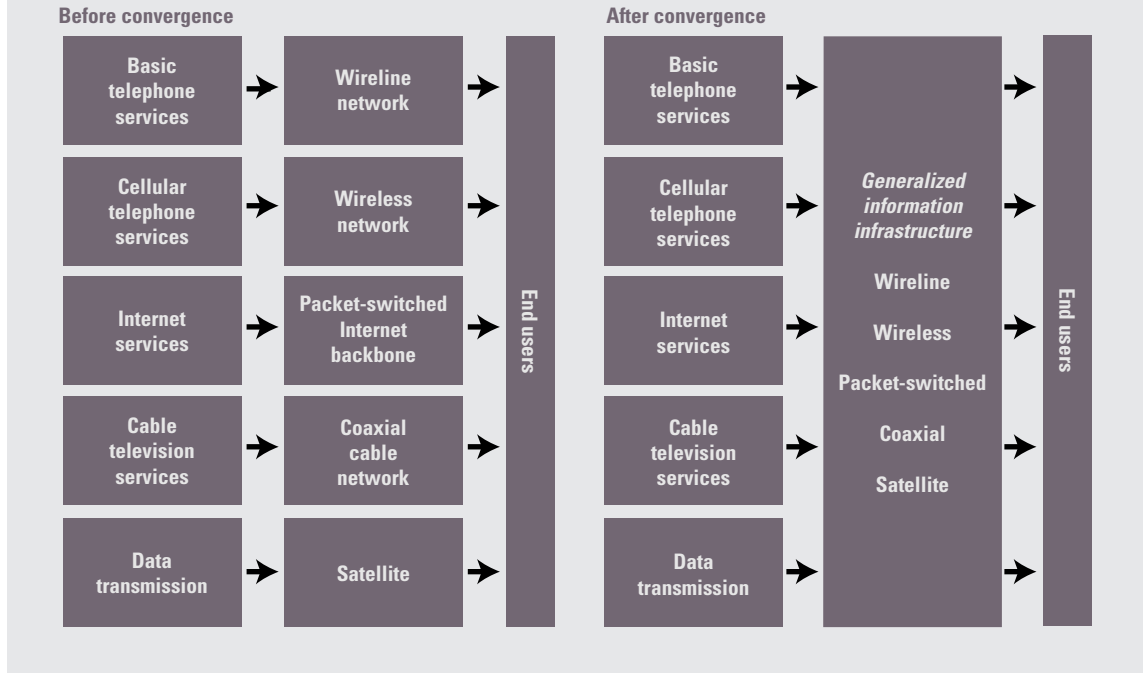 Before convergence
Basic
telephone
services
Wireline
network
Cellular
telephone
services
Wireless
network
Internet
services
Packet-switched
Internet
backbone
Cable
television
services
Coaxial
cable
network
Data
transmission
Satellite
End users
After convergence
Basic
telephone
services
Cellular
telephone
services
Internet
services
Cable
television
services
Data
transmission
Generalized
information
infrastructure
Wireline
Wireless
Packet-switched
Coaxial
Satellite
End users